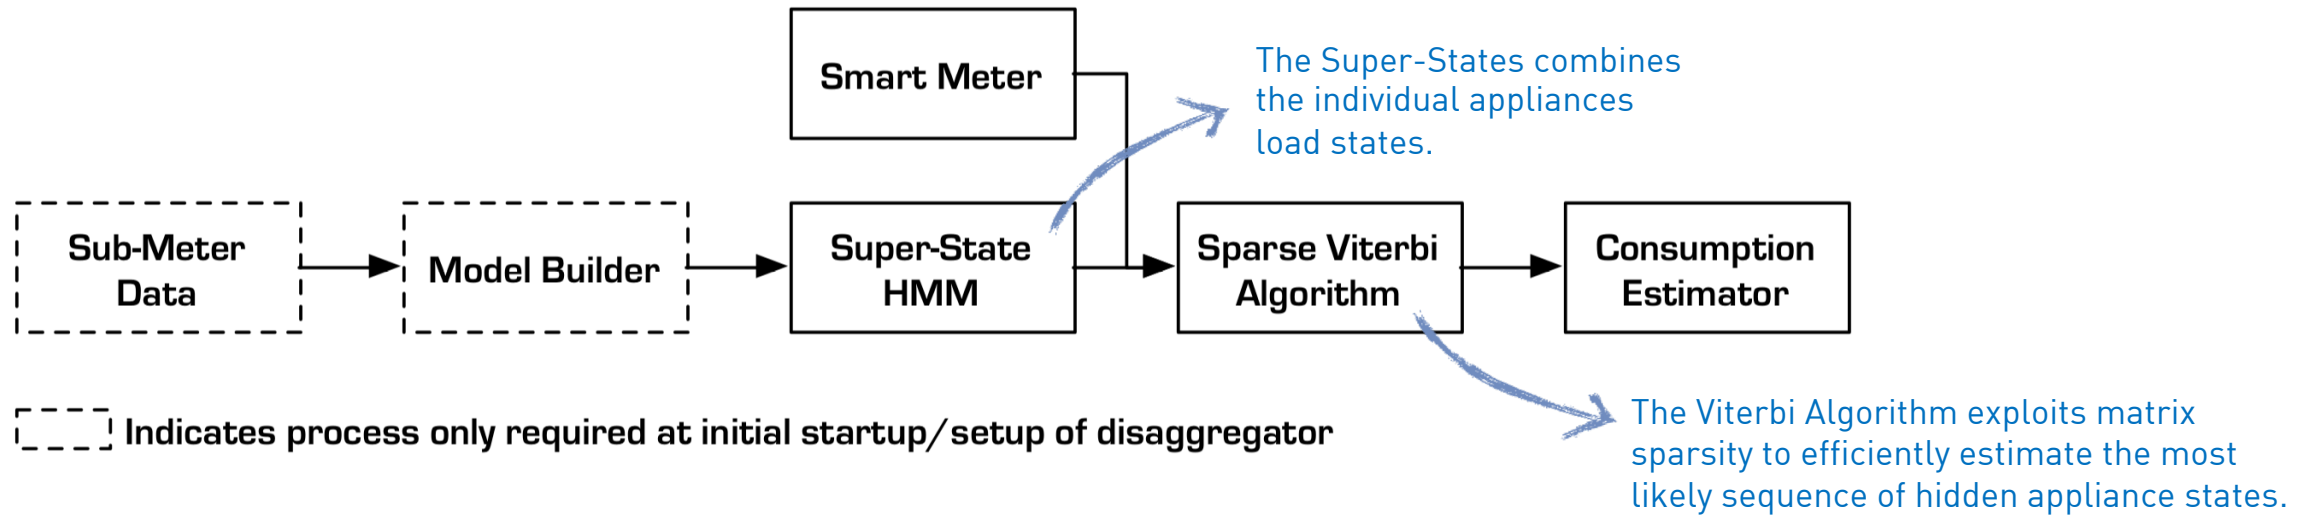 Smart Meter
The Super-States combines
the individual appliances
load states.
Sub-Meter
Data
Model Builder
Super-State
HMM
Sparse Viterbi
Algorithm
Consumption
Estimator
Indicates process only required at initial startup/setup of disaggregator
The Viterbi Algorithm exploits matrix
sparsity to efficiently estimate the most
likely sequence of hidden appliance states.